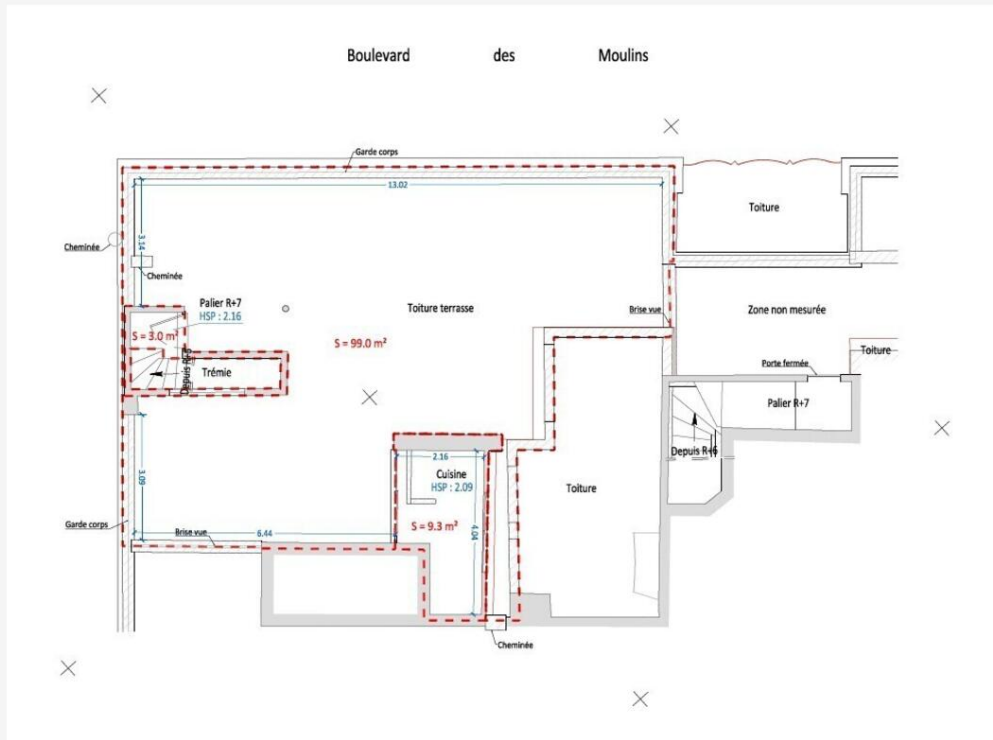 Boulevard des Moulins
Garde corps
13.02
Toiture
Cheminée
3.14
Cheminée
Palier R+7
HSP : 2.16
Toiture terrasse
Brise vue
Zone non mesurée
S = 3.0 m²
S = 99.0 m²
Toiture
Depuis R+6
Trémie
Porte fermée
Palier R+7
3.09
2.16
Cuisine
HSP : 2.09
Depuis R+6
Toiture
S = 9.3 m²
4.04
Garde corps
Brise vue
6.44
Cheminée